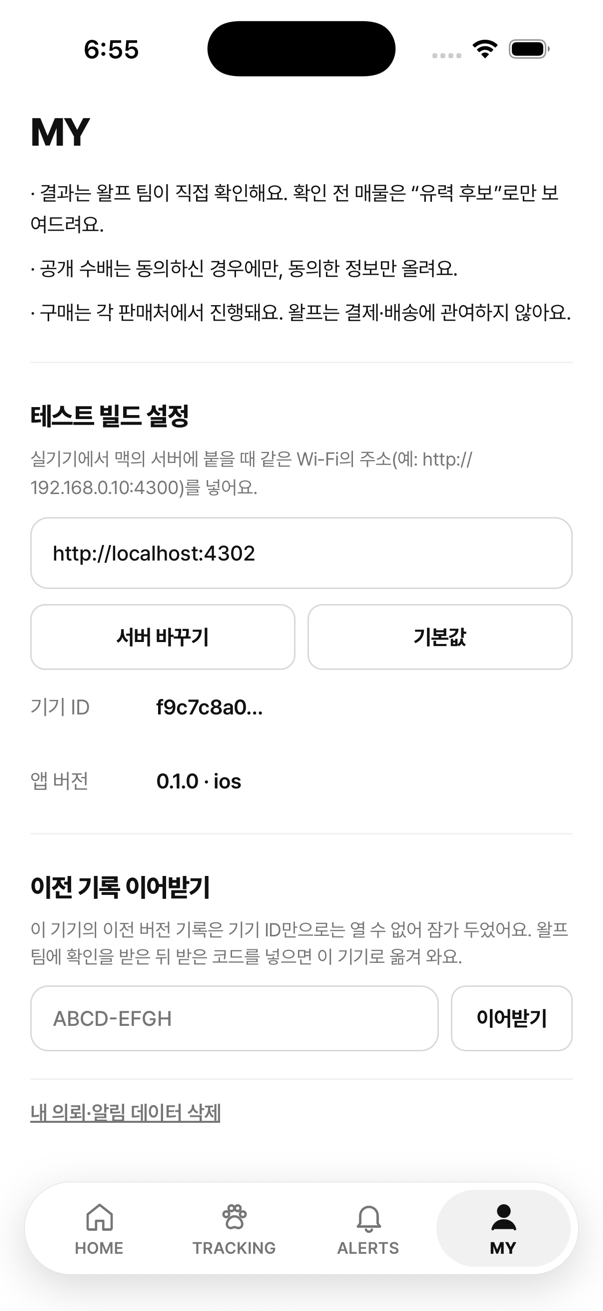 6:55
MY
· 결과는 왈프 팀이 직접 확인해요. 확인 전 매물은 “유력 후보”로만 보
여드려요.
· 공개 수배는 동의하신 경우에만, 동의한 정보만 올려요.
· 구매는 각 판매처에서 진행돼요. 왈프는 결제·배송에 관여하지 않아요.
테스트 빌드 설정
실기기에서 맥의 서버에 붙을 때 같은 Wi-Fi의 주소(예: http://
192.168.0.10:4300)를 넣어요.
http://localhost:4302
서버 바꾸기
기본값
기기 ID
f9c7c8a0...
앱 버전
0.1.0 · ios
이전 기록 이어받기
이 기기의 이전 버전 기록은 기기 ID만으로는 열 수 없어 잠가 두었어요. 왈프
팀에 확인을 받은 뒤 받은 코드를 넣으면 이 기기로 옮겨 와요.
ABCD-EFGH
이어받기
내 의뢰·알림 데이터 삭제
HOME
TRACKING
ALERTS
MY